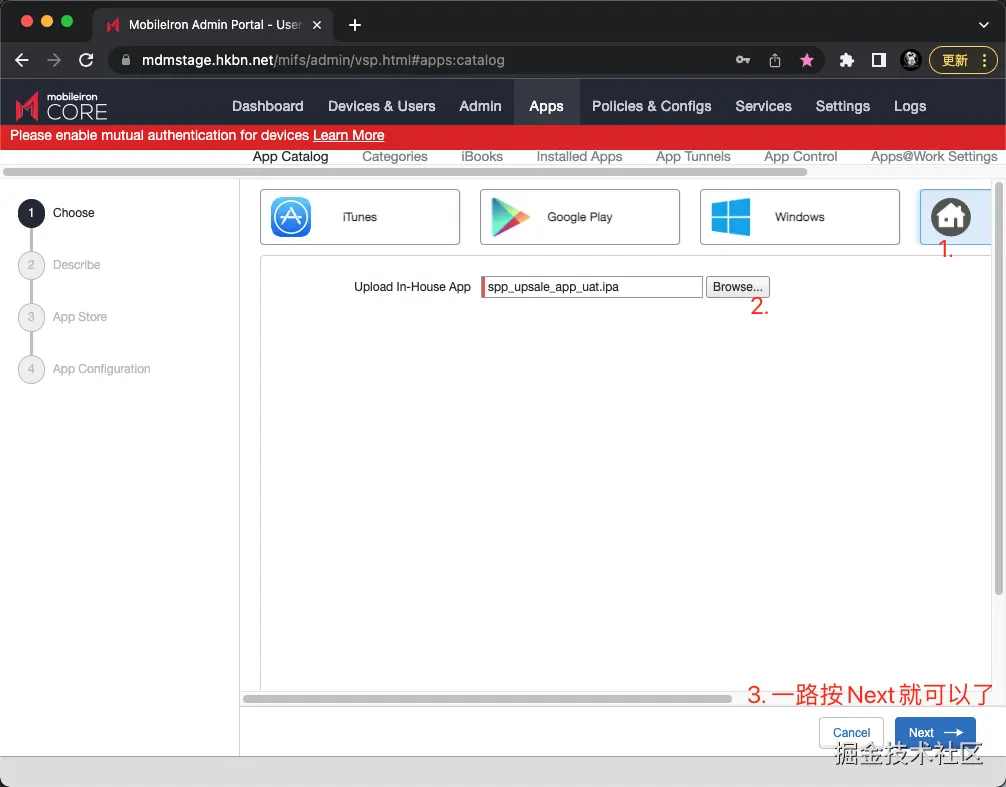 MobileIron Admin Portal - User
mdmstage.hkbn.net/mifs/admin/vsp.html#apps:catalog
更新
mobileiron
CORE
Dashboard Devices & Users Admin Apps Policies & Configs Services Settings Logs
Please enable mutual authentication for devices Learn More
App Catalog Categories iBooks Installed Apps App Tunnels App Control Apps@Work Settings
1 Choose
2 Describe
3 App Store
4 App Configuration
iTunes
Google Play
Windows
1.
Upload In-House App spp_upsale_app_uat.ipa Browse...
2.
3. 一路按Next就可以了
Cancel Next
掘金技术社区